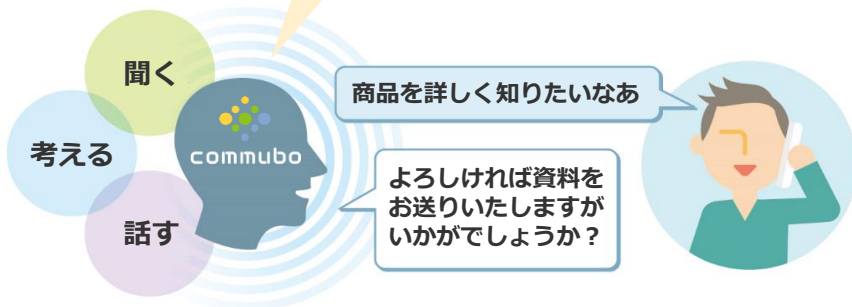 聞く
考える
話す
commubo
商品を詳しく知りたいなあ
よろしければ資料を
お送りいたしますが
いかがでしょうか？